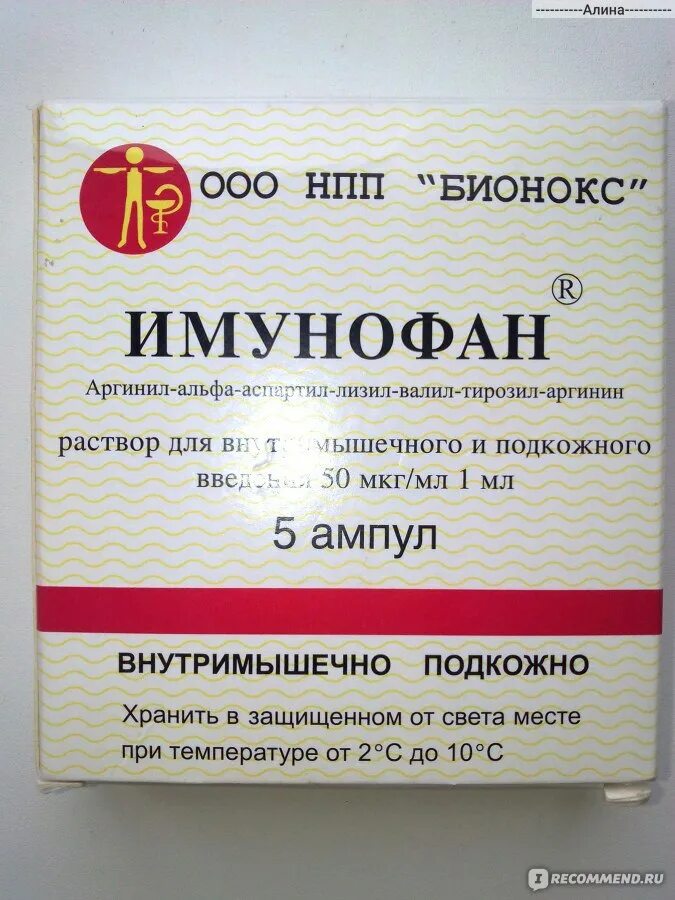 ----------Алина----------
ООО НПП "БИОНОКС"
®
ИМУНОФАН
Аргинил-альфа-аспартил-лизил-валил-тирозил-аргинин
раствор для внутримышечного и подкожного
введения 50 мкг/мл 1 мл
5 ампул
ВНУТРИМЫШЕЧНО ПОДКОЖНО
Хранить в защищенном от света месте
при температуре от 2°С до 10°С
IRECOMMEND.RU